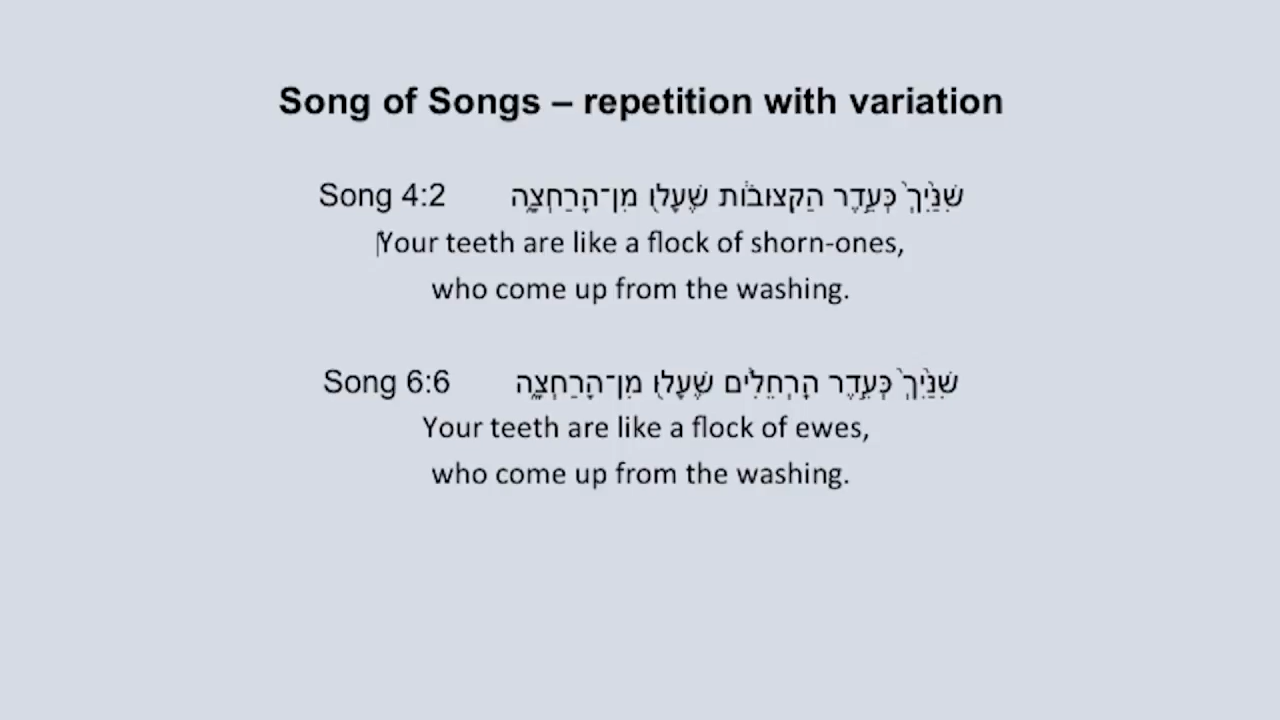 Song of Songs – repetition with variation
Song 4:2 שִׁנַּ֙יִךְ֙ כְּעֵ֣דֶר הַקְּצוּב֔וֹת שֶׁעָל֖וּ מִן־הָרַחְצָ֑ה
Your teeth are like a flock of shorn-ones,
who come up from the washing.
Song 6:6 שִׁנַּ֙יִךְ֙ כְּעֵ֣דֶר הָֽרְחֵלִ֔ים שֶׁעָל֖וּ מִן־הָרַחְצָ֑ה
Your teeth are like a flock of ewes,
who come up from the washing.